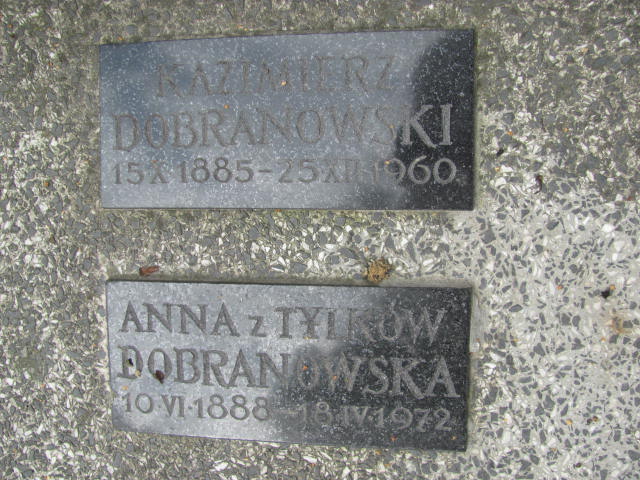 KAZIMIERZ
DOBRANOWSKI
15 X 1885 - 25 XII 1960
ANNA z TYLKÓW
DOBRANOWSKA
10·VI·1888 - 18·IV·1972